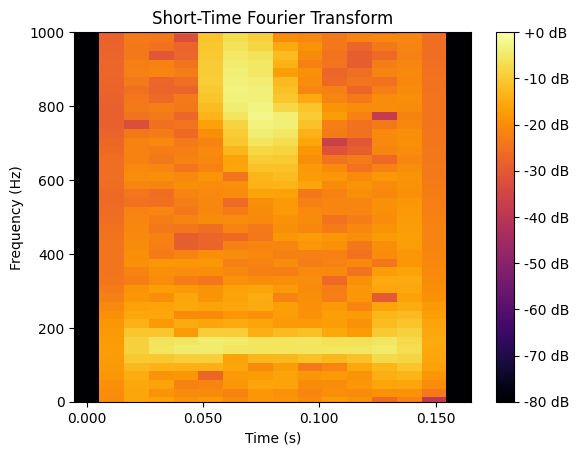 Short-Time Fourier Transform
1000
800
600
400
200
0
Frequency (Hz)
0.000
0.050
0.100
0.150
Time (s)
+0 dB
-10 dB
-20 dB
-30 dB
-40 dB
-50 dB
-60 dB
-70 dB
-80 dB